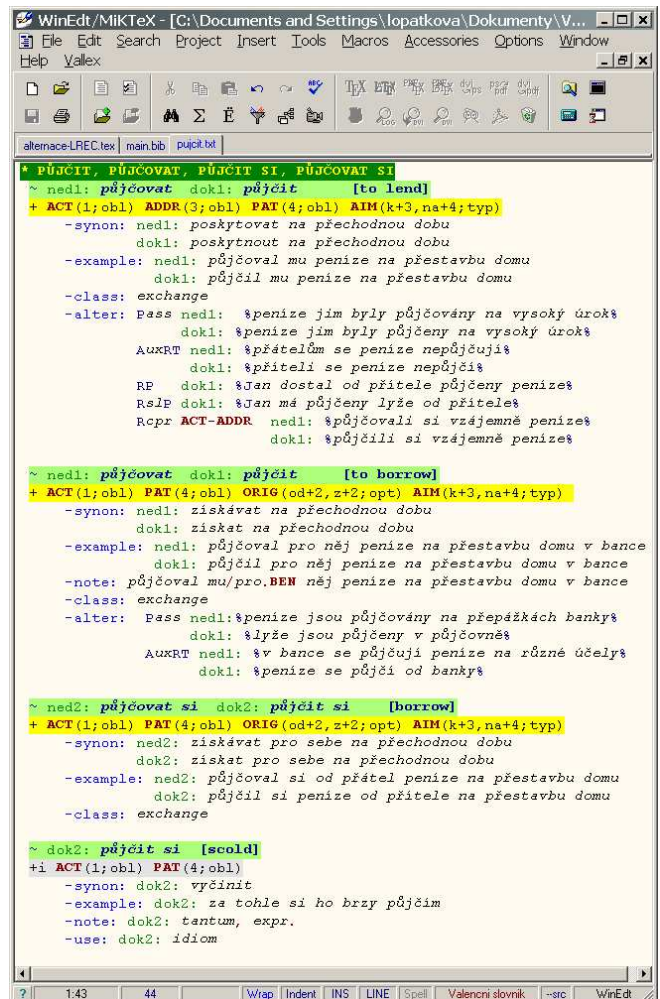 WinEdt/MiKTeX - [C:\Documents and Settings\lopatkova\Dokumenty\V...
File Edit Search Project Insert Tools Macros Accessories Options Window
Help Vallex
alternace-LREC.tex main.bib pujcit.txt
* PŮJČIT, PŮJČOVAT, PŮJČIT SI, PŮJČOVAT SI
~ ned1: půjčovat dok1: půjčit [to lend]
+ ACT(1;obl) ADDR(3;obl) PAT(4;obl) AIM(k+3,na+4;typ)
-synon: ned1: poskytovat na přechodnou dobu
dok1: poskytnout na přechodnou dobu
-example: ned1: půjčoval mu peníze na přestavbu domu
dok1: půjčil mu peníze na přestavbu domu
-class: exchange
-alter: Pass ned1: %peníze jim byly půjčovány na vysoký úrok%
dok1: %peníze jim byly půjčeny na vysoký úrok%
AuxRT ned1: %přátelům se peníze nepůjčují%
dok1: %příteli se peníze nepůjčí%
RP dok1: %Jan dostal od přítele půjčeny peníze%
RslP dok1: %Jan má půjčeny lyže od přítele%
Rcpr ACT-ADDR ned1: %půjčovali si vzájemně peníze%
dok1: %půjčili si vzájemně peníze%
~ ned1: půjčovat dok1: půjčit [to borrow]
+ ACT(1;obl) PAT(4;obl) ORIG(od+2,z+2;opt) AIM(k+3,na+4;typ)
-synon: ned1: získávat na přechodnou dobu
dok1: získat na přechodnou dobu
-example: ned1: půjčoval pro něj peníze na přestavbu domu v bance
dok1: půjčil pro něj peníze na přestavbu domu v bance
-note: půjčoval mu/pro.BEN něj peníze na přestavbu domu v bance
-class: exchange
-alter: Pass ned1:%peníze jsou půjčovány na přepážkách banky%
dok1: %lyže jsou půjčeny v půjčovně%
AuxRT ned1: %v bance se půjčují peníze na různé účely%
dok1: %peníze se půjčí od banky%
~ ned2: půjčovat si dok2: půjčit si [borrow]
+ ACT(1;obl) PAT(4;obl) ORIG(od+2,z+2;opt) AIM(k+3,na+4;typ)
-synon: ned2: získávat pro sebe na přechodnou dobu
dok2: získat pro sebe na přechodnou dobu
-example: ned2: půjčoval si od přátel peníze na přestavbu domu
dok2: půjčil si peníze od přítele na přestavbu domu
-class: exchange
~ dok2: půjčit si [scold]
+i ACT(1;obl) PAT(4;obl)
-synon: dok2: vyčinit
-example: dok2: za tohle si ho brzy půjčím
-note: dok2: tantum, expr.
-use: dok2: idiom
? 1:43 44 Wrap Indent INS LINE Spell Valencni slovnik --src WinEdt